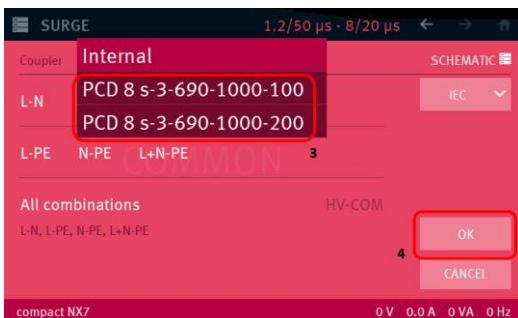 SURGE 1.2/50 µs - 8/20 µs
Coupler Internal SCHEMATIC
PCD 8 s-3-690-1000-100
L-N IEC
PCD 8 s-3-690-1000-200
L-PE N-PE L+N-PE 3
COMMON
All combinations HV-COM
L-N, L-PE, N-PE, L+N-PE
OK
4
CANCEL
compact NX7 0 V 0.0 A 0 VA 0 Hz